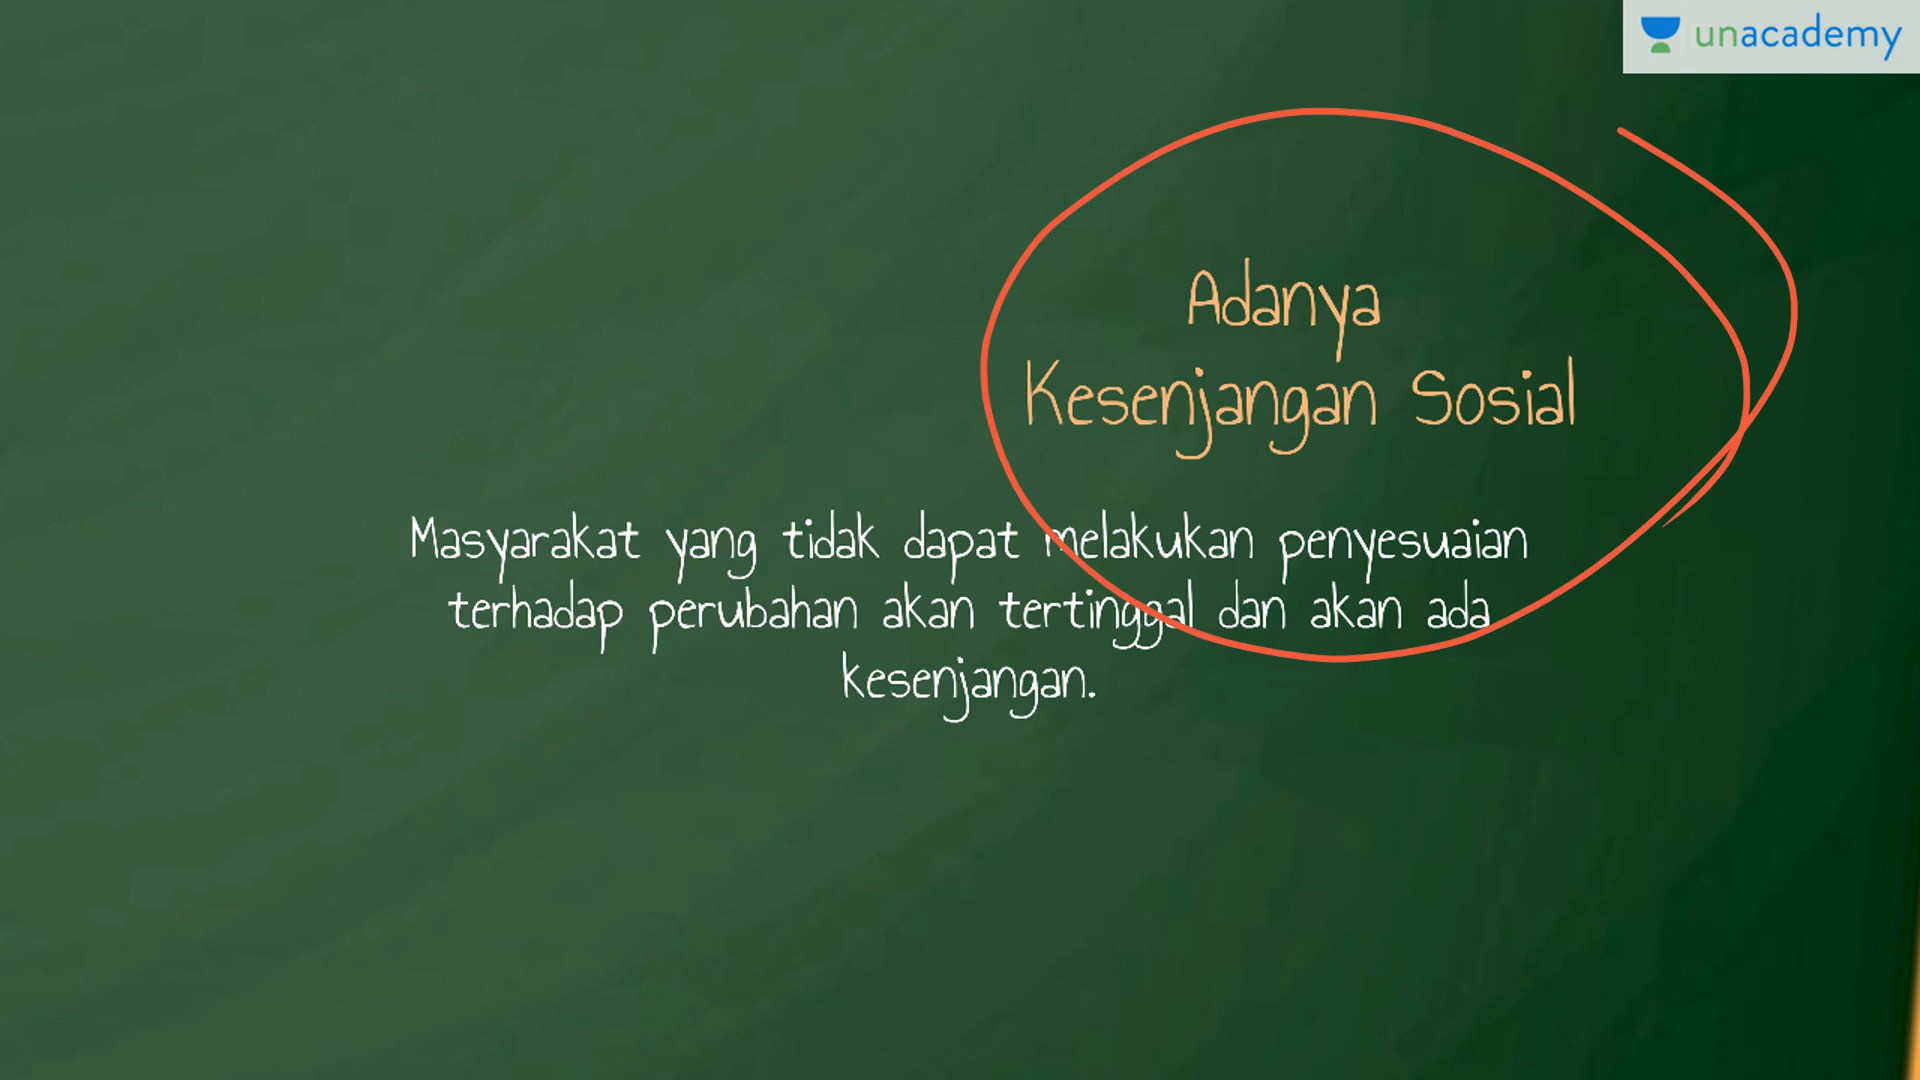 unacademy
Adanya
Kesenjangan Sosial
Masyarakat yang tidak dapat melakukan penyesuaian
terhadap perubahan akan tertinggal dan akan ada
kesenjangan.